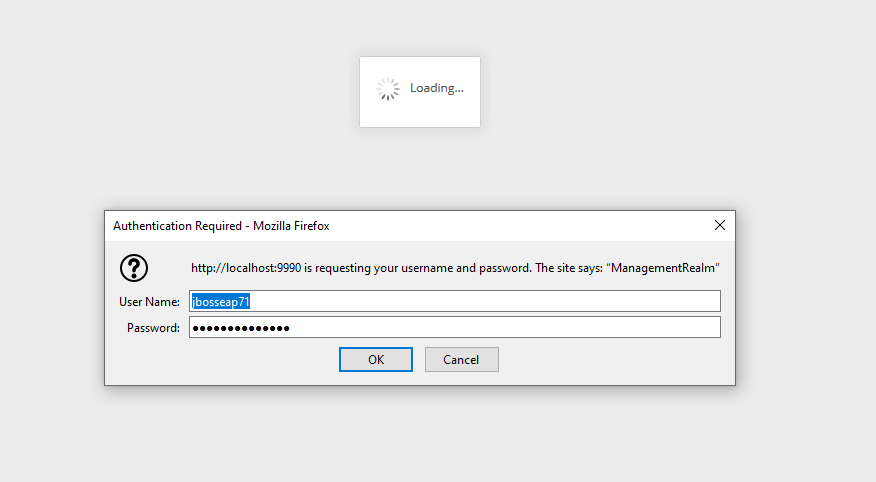 Loading...
Authentication Required - Mozilla Firefox
http://localhost:9990 is requesting your username and password. The site says: “ManagementRealm”
User Name: jbosseap71
Password: ●●●●●●●●●●●●●●
OK Cancel